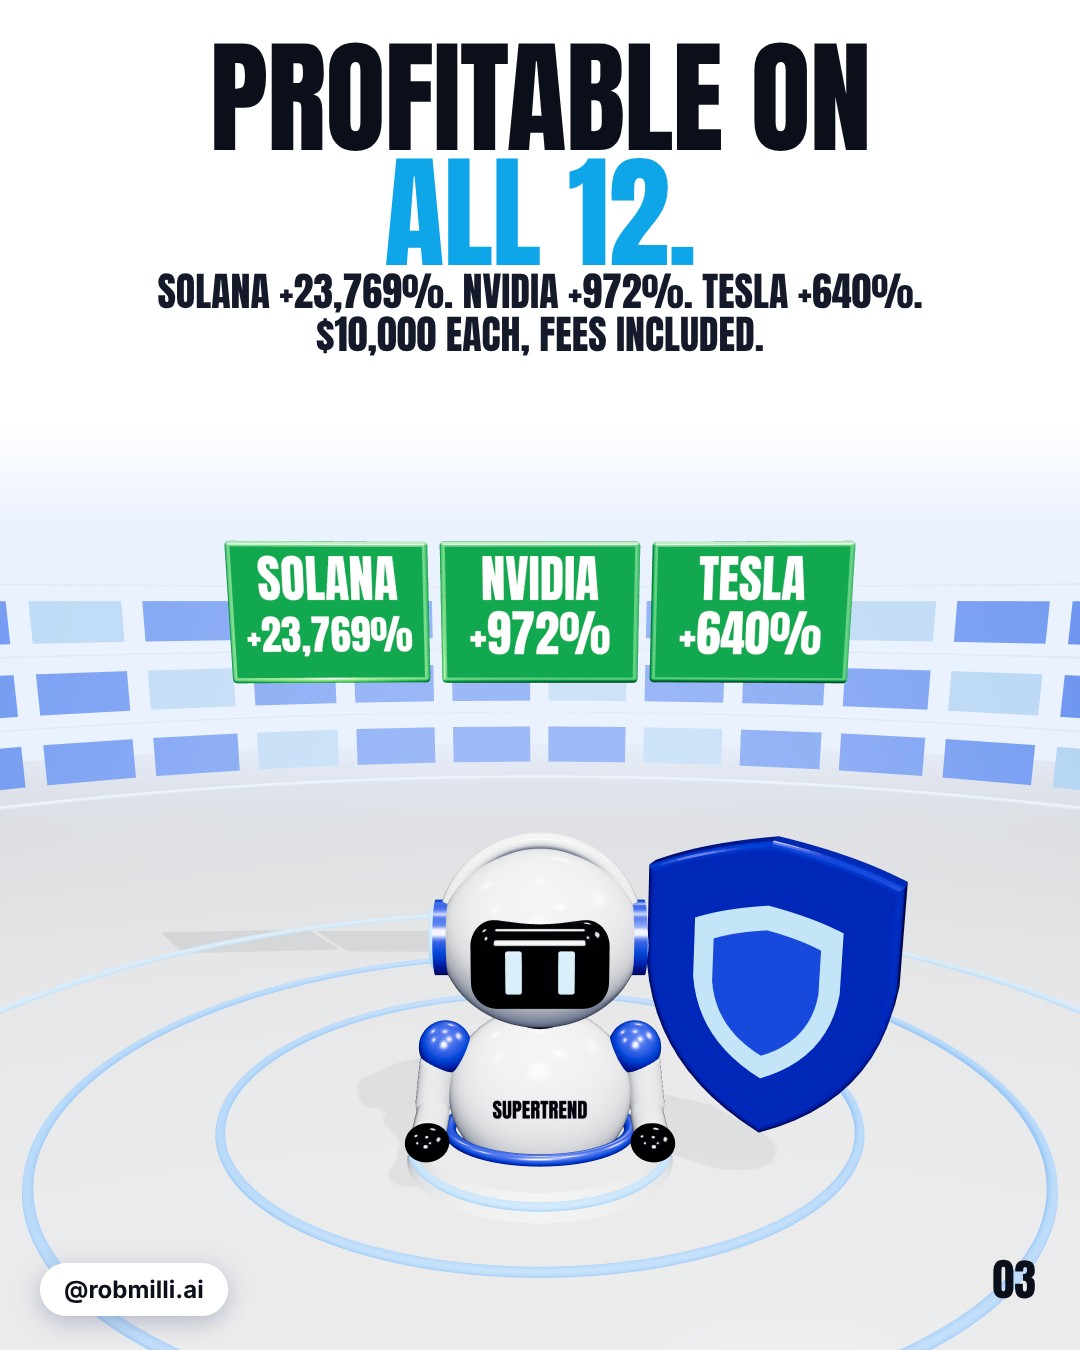 PROFITABLE ON
ALL 12.
SOLANA +23,769%. NVIDIA +972%. TESLA +640%.
$10,000 EACH, FEES INCLUDED.
SOLANA
+23,769%
NVIDIA
+972%
TESLA
+640%
SUPERTREND
@robmilli.ai
03